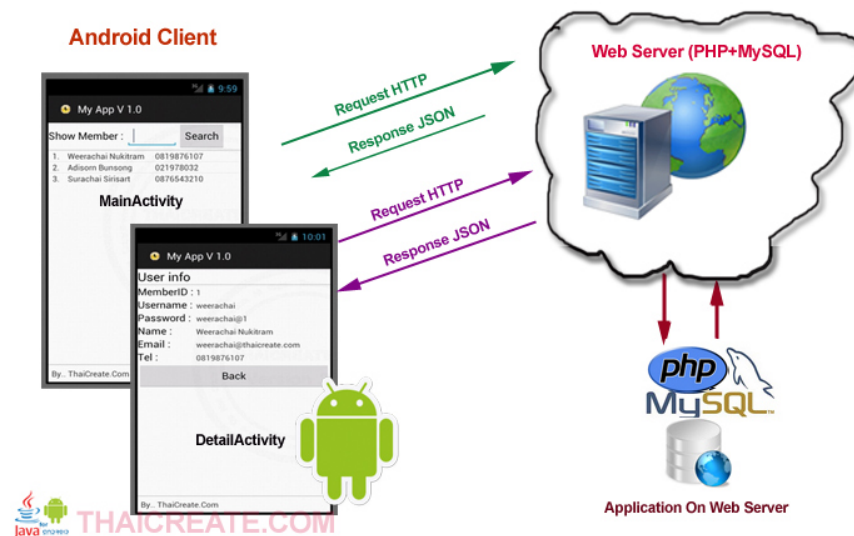 Android Client
Web Server (PHP+MySQL)
9:59
My App V 1.0
Show Member :
Search
1. Weerachai Nukitram 0819876107
2. Adisorn Bunsong 021978032
3. Surachai Sirisart 0876543210
MainActivity
By.. ThaiCreate.Com
Request HTTP
Response JSON
Request HTTP
Response JSON
10:01
My App V 1.0
User info
MemberID : 1
Username : weerachai
Password : weerachai@1
Name : Weerachai Nukitram
Email : weerachai@thaicreate.com
Tel : 0819876107
Back
DetailActivity
By.. ThaiCreate.Com
php
MySQL
Application On Web Server
Java for ANDROID
THAICREATE.COM